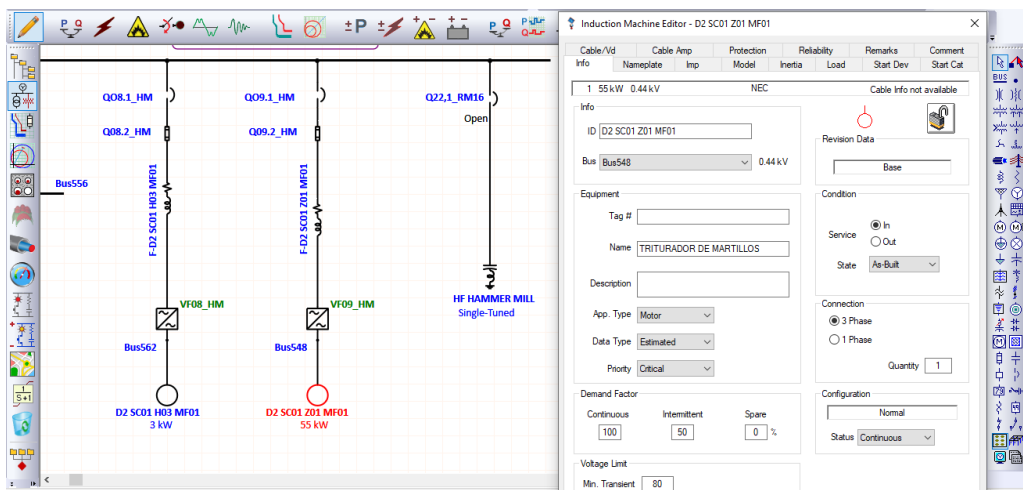 Induction Machine Editor - D2 SC01 Z01 MF01
Cable/Vd Cable Amp Protection Reliability Remarks Comment
Info Nameplate Imp Model Inertia Load Start Dev Start Cat
1 55 kW 0.44 kV NEC Cable Info not available
Info
ID D2 SC01 Z01 MF01
Bus Bus548 0.44 kV
Revision Data
Base
Equipment
Tag #
Name TRITURADOR DE MARTILLOS
Description
App. Type Motor
Data Type Estimated
Priority Critical
Condition
Service In
Out
State As-Built
Connection
3 Phase
1 Phase
Quantity 1
Demand Factor
Continuous Intermittent Spare
100 50 0 %
Configuration
Normal
Status Continuous
Voltage Limit
Min. Transient 80
QO8.1_HM
QO9.1_HM
Q22,1_RM16
Open
Q08.2_HM
Q09.2_HM
Bus556
F-D2 SC01 H03 MF01
F-D2 SC01 Z01 MF01
VF08_HM
VF09_HM
HF HAMMER MILL
Single-Tuned
Bus562
Bus548
D2 SC01 H03 MF01
3 kW
D2 SC01 Z01 MF01
55 kW
P Q
±P
P Q
1
S+1
BUS